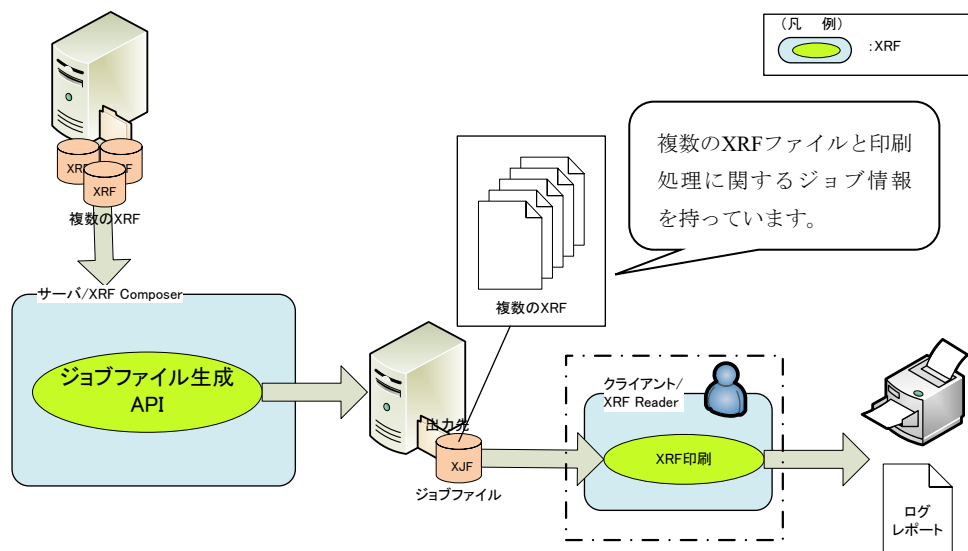 (凡 例)
:XRF
複数のXRFファイルと印刷
処理に関するジョブ情報
を持っています。
XRF
XRF
複数のXRF
サーバ/XRF Composer
ジョブファイル生成
API
複数のXRF
出力先
XJF
ジョブファイル
クライアント/
XRF Reader
XRF印刷
ログ
レポート